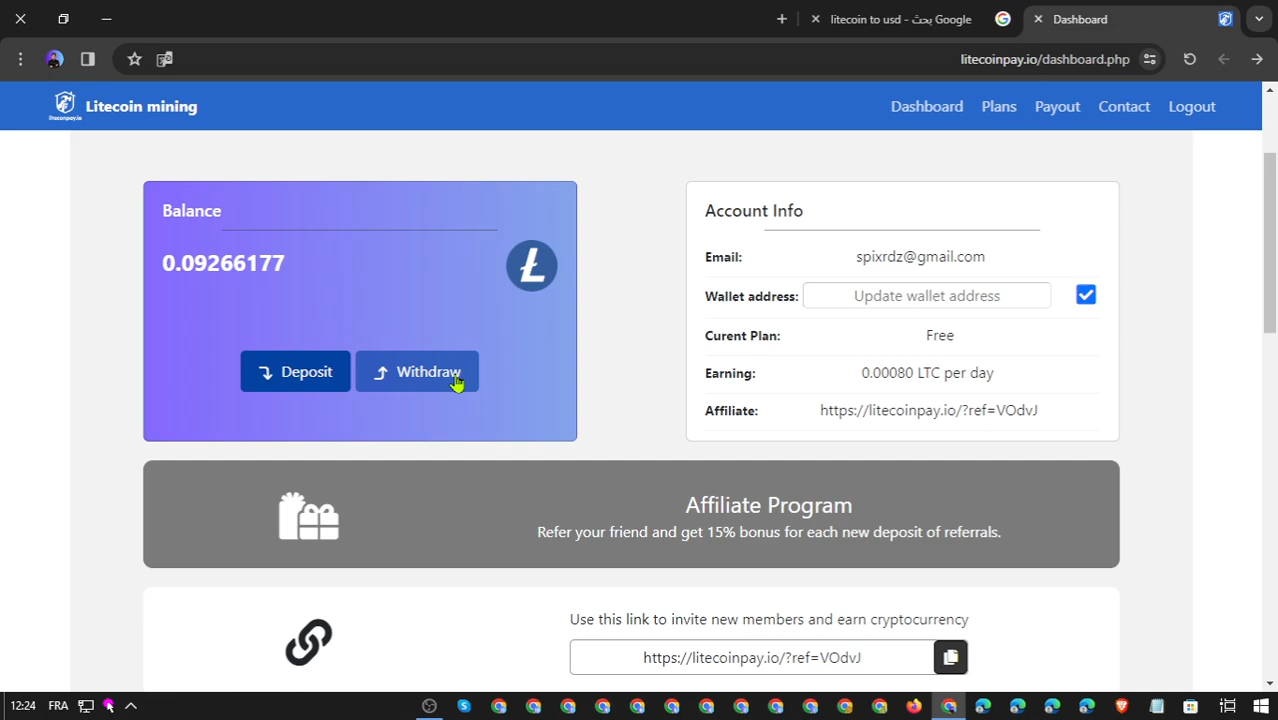 litecoin to usd - بحث Google
Dashboard
litecoinpay.io/dashboard.php
liteconpay.io
Litecoin mining
Dashboard Plans Payout Contact Logout
Balance
0.09266177
Deposit
Withdraw
Account Info
Email: spixrdz@gmail.com
Wallet address: Update wallet address
Curent Plan: Free
Earning: 0.00080 LTC per day
Affiliate: https://litecoinpay.io/?ref=VOdvJ
Affiliate Program
Refer your friend and get 15% bonus for each new deposit of referrals.
Use this link to invite new members and earn cryptocurrency
https://litecoinpay.io/?ref=VOdvJ
12:24 FRA